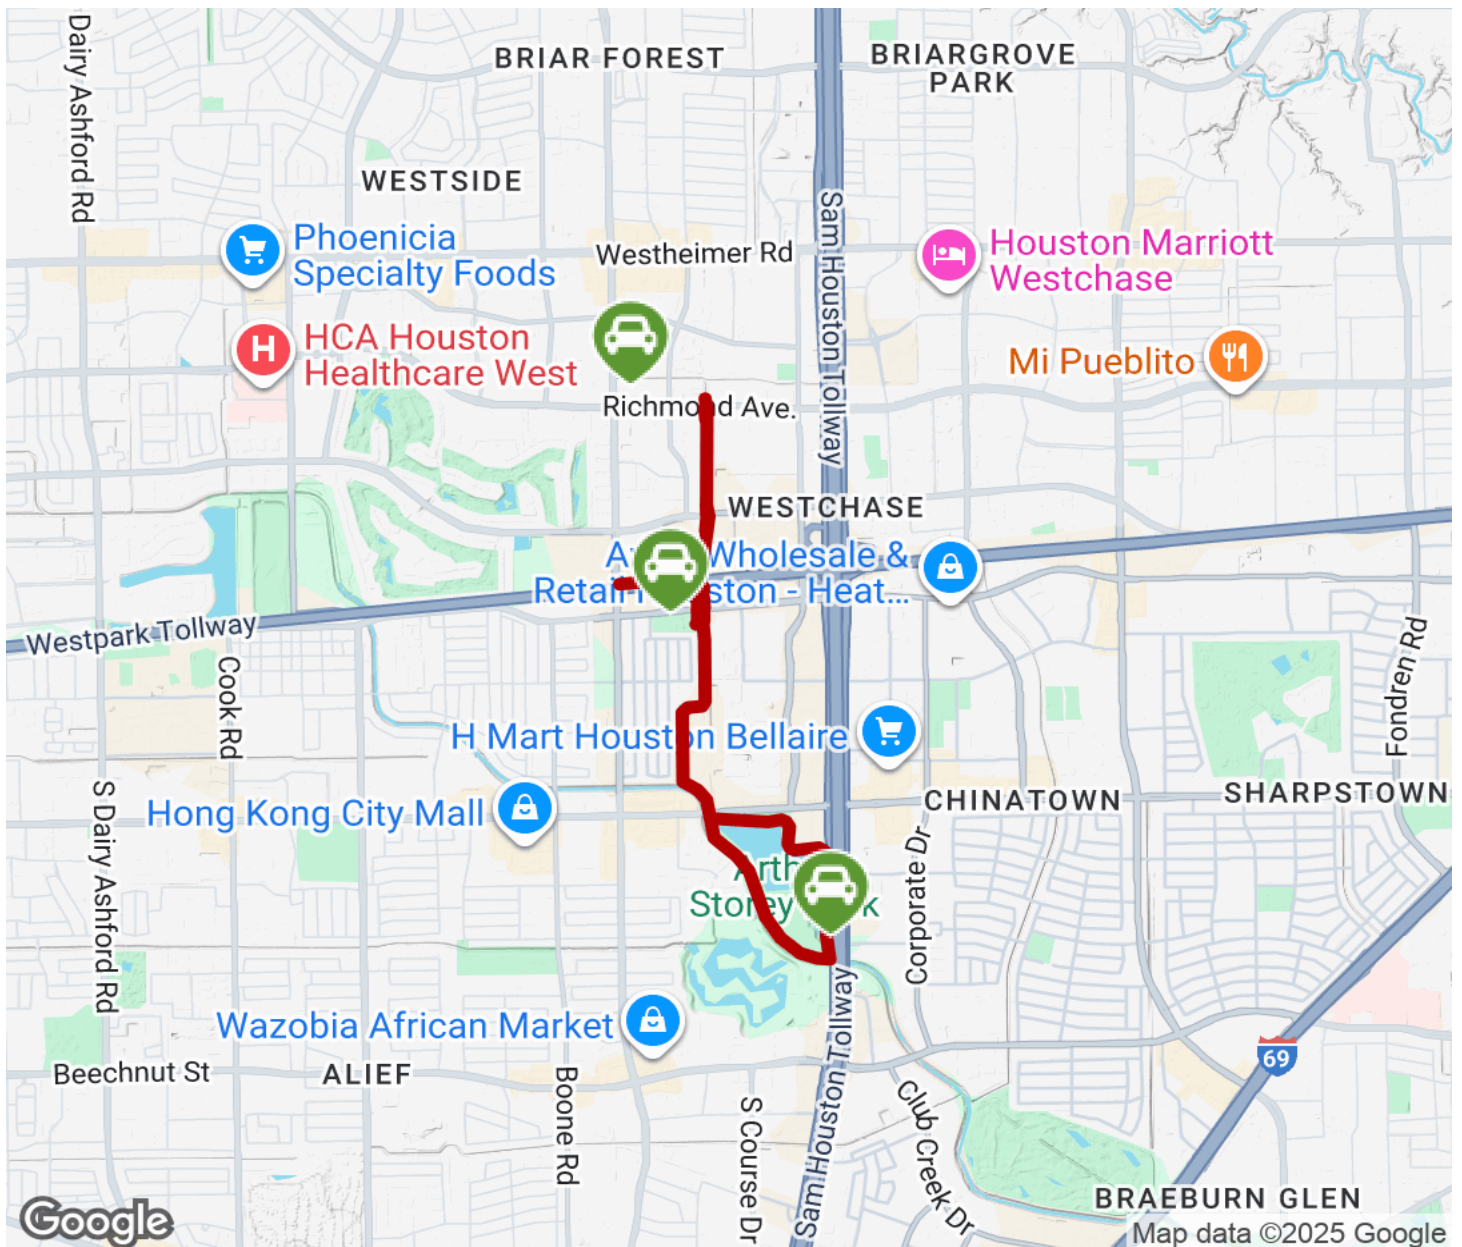 Dairy Ashford Rd
BRIAR FOREST
BRIARGROVE
PARK
WESTSIDE
Phoenicia
Specialty Foods
Westheimer Rd
Sam Houston Tollway
Houston Marriott
Westchase
HCA Houston
Healthcare West
H
Mi Pueblito
Richmond Ave.
WESTCHASE
Wholesale &
Heat...
Westpark Tollway
Cook Rd
Fondren Rd
H Mart Houston Bellaire
Hong Kong City Mall
CHINATOWN
SHARPSTOWN
S Dairy Ashford Rd
Corporate Dr
Sam Houston Tollway
Wazobia African Market
Beechnut St
ALIEF
Boone Rd
S Course Dr
Club Creek Dr
69
BRAEBURN GLEN
Google
Map data ©2025 Google